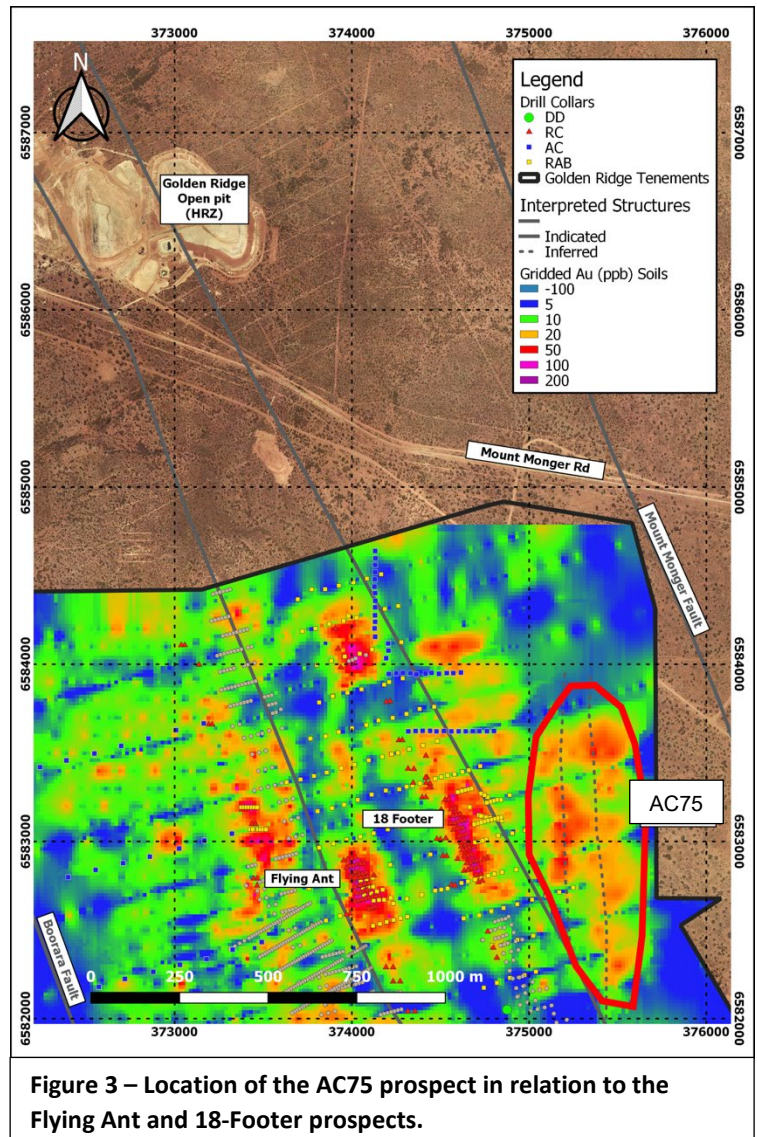 373000 374000 375000 376000
N
Legend
Drill Collars
DD
RC
AC
RAB
Golden Ridge Tenements
Interpreted Structures
Indicated
Inferred
Gridded Au (ppb) Soils
-100
5
10
20
50
100
200
6587000
6587000
Golden Ridge
Open pit
(HRZ)
6586000
6586000
Mount Monger Rd
6585000
6585000
Mount Monger Fault
6584000
6584000
AC75
18 Footer
6583000
6583000
Flying Ant
Boorara Fault
0 250 500 750 1000 m
6582000
6582000
373000 374000 375000 376000
Figure 3 – Location of the AC75 prospect in relation to the
Flying Ant and 18-Footer prospects.